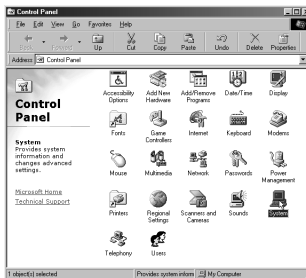 Control Panel
File Edit View Go Favorites Help
Back Forward Up Cut Copy Paste Undo Delete Properties
Address Control Panel
Control
Panel
System
Provides system
information and
changes advanced
settings.
Microsoft Home
Technical Support
Accessibility
Options
Add New
Hardware
Add/Remove
Programs
Date/Time
Display
Fonts
Game
Controllers
Internet
Keyboard
Modems
Mouse
Multimedia
Network
Passwords
Power
Management
Printers
Regional
Settings
Scanners and
Cameras
Sounds
System
Telephony
Users
1 object(s) selected Provides system inform My Computer